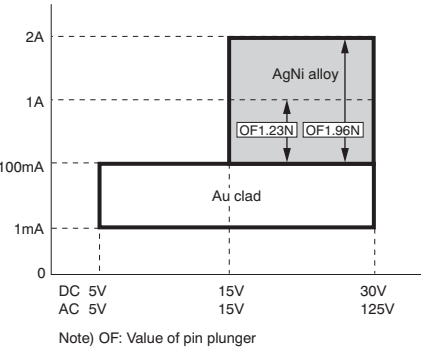 2A
AgNi alloy
1A
OF1.23N OF1.96N
100mA
Au clad
1mA
0
DC 5V 15V 30V
AC 5V 15V 125V
Note) OF: Value of pin plunger